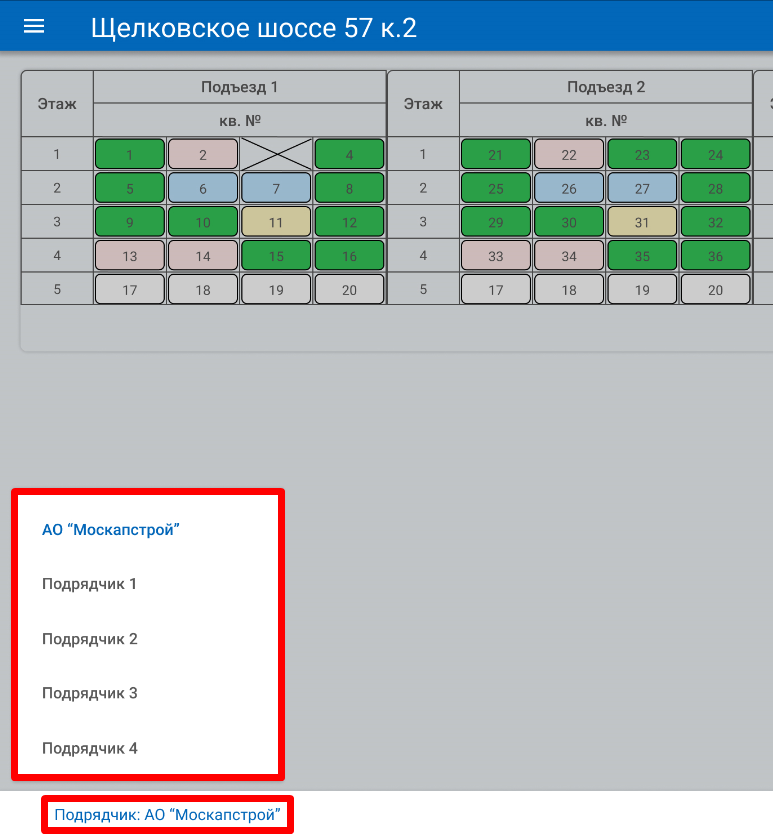 Щелковское шоссе 57 к.2
Этаж Подъезд 1 Этаж Подъезд 2
кв. № кв. №
1 1 2 4 1 21 22 23 24
2 5 6 7 8 2 25 26 27 28
3 9 10 11 12 3 29 30 31 32
4 13 14 15 16 4 33 34 35 36
5 17 18 19 20 5 17 18 19 20
АО “Москапстрой”
Подрядчик 1
Подрядчик 2
Подрядчик 3
Подрядчик 4
Подрядчик: АО “Москапстрой”